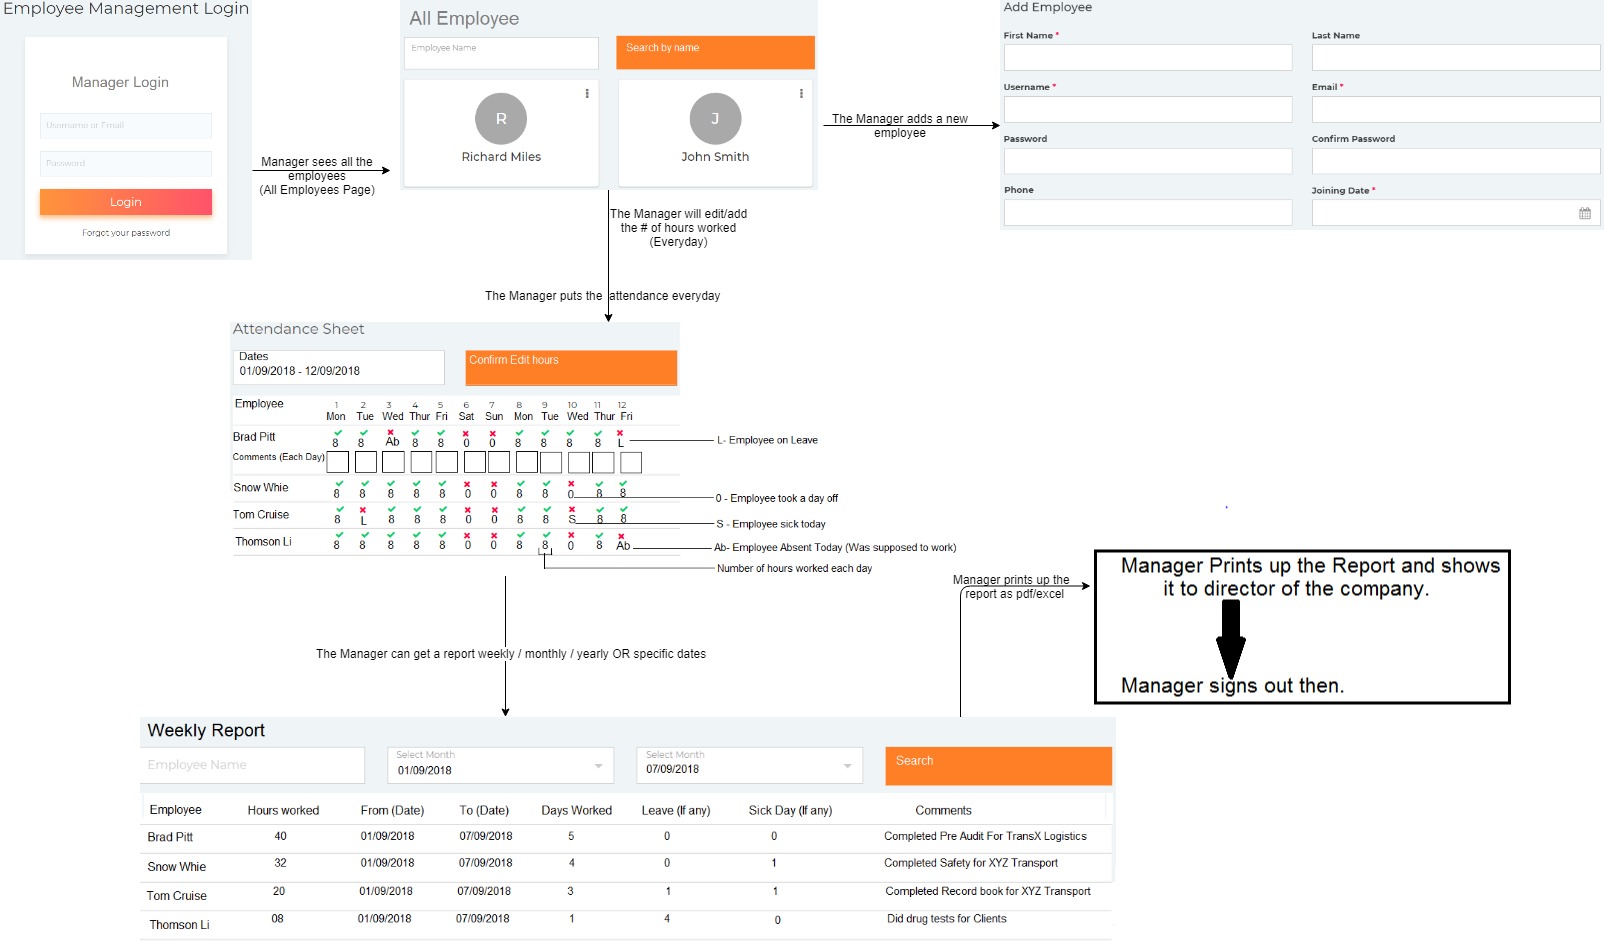 Employee Management Login
Manager Login
Username or Email
Password
Login
Forgot your password
Manager sees all the
employees
(All Employees Page)
All Employee
Employee Name
Search by name
R
Richard Miles
J
John Smith
The Manager adds a new
employee
Add Employee
First Name *
Last Name
Username *
Email *
Password
Confirm Password
Phone
Joining Date *
The Manager will edit/add
the # of hours worked
(Everyday)
The Manager puts the attendance everyday
Attendance Sheet
Dates
01/09/2018 - 12/09/2018
Confirm Edit hours
Employee
1 2 3 4 5 6 7 8 9 10 11 12
Mon Tue Wed Thur Fri Sat Sun Mon Tue Wed Thur Fri
Brad Pitt 8 8 Ab 8 8 0 0 8 8 8 8 L
L- Employee on Leave
Comments (Each Day)
Snow Whie 8 8 8 8 8 0 0 8 8 0 8 8
0 - Employee took a day off
Tom Cruise 8 L 8 8 8 0 0 8 8 S 8 8
S - Employee sick today
Thomson Li 8 8 8 8 8 0 0 8 8 0 8 Ab
Ab- Employee Absent Today (Was supposed to work)
Number of hours worked each day
The Manager can get a report weekly / monthly / yearly OR specific dates
Manager prints up the
report as pdf/excel
Manager Prints up the Report and shows
it to director of the company.
Manager signs out then.
Weekly Report
Employee Name
Select Month
01/09/2018
Select Month
07/09/2018
Search
Employee Hours worked From (Date) To (Date) Days Worked Leave (If any) Sick Day (If any) Comments
Brad Pitt 40 01/09/2018 07/09/2018 5 0 0 Completed Pre Audit For TransX Logistics
Snow Whie 32 01/09/2018 07/09/2018 4 0 1 Completed Safety for XYZ Transport
Tom Cruise 20 01/09/2018 07/09/2018 3 1 1 Completed Record book for XYZ Transport
Thomson Li 08 01/09/2018 07/09/2018 1 4 0 Did drug tests for Clients